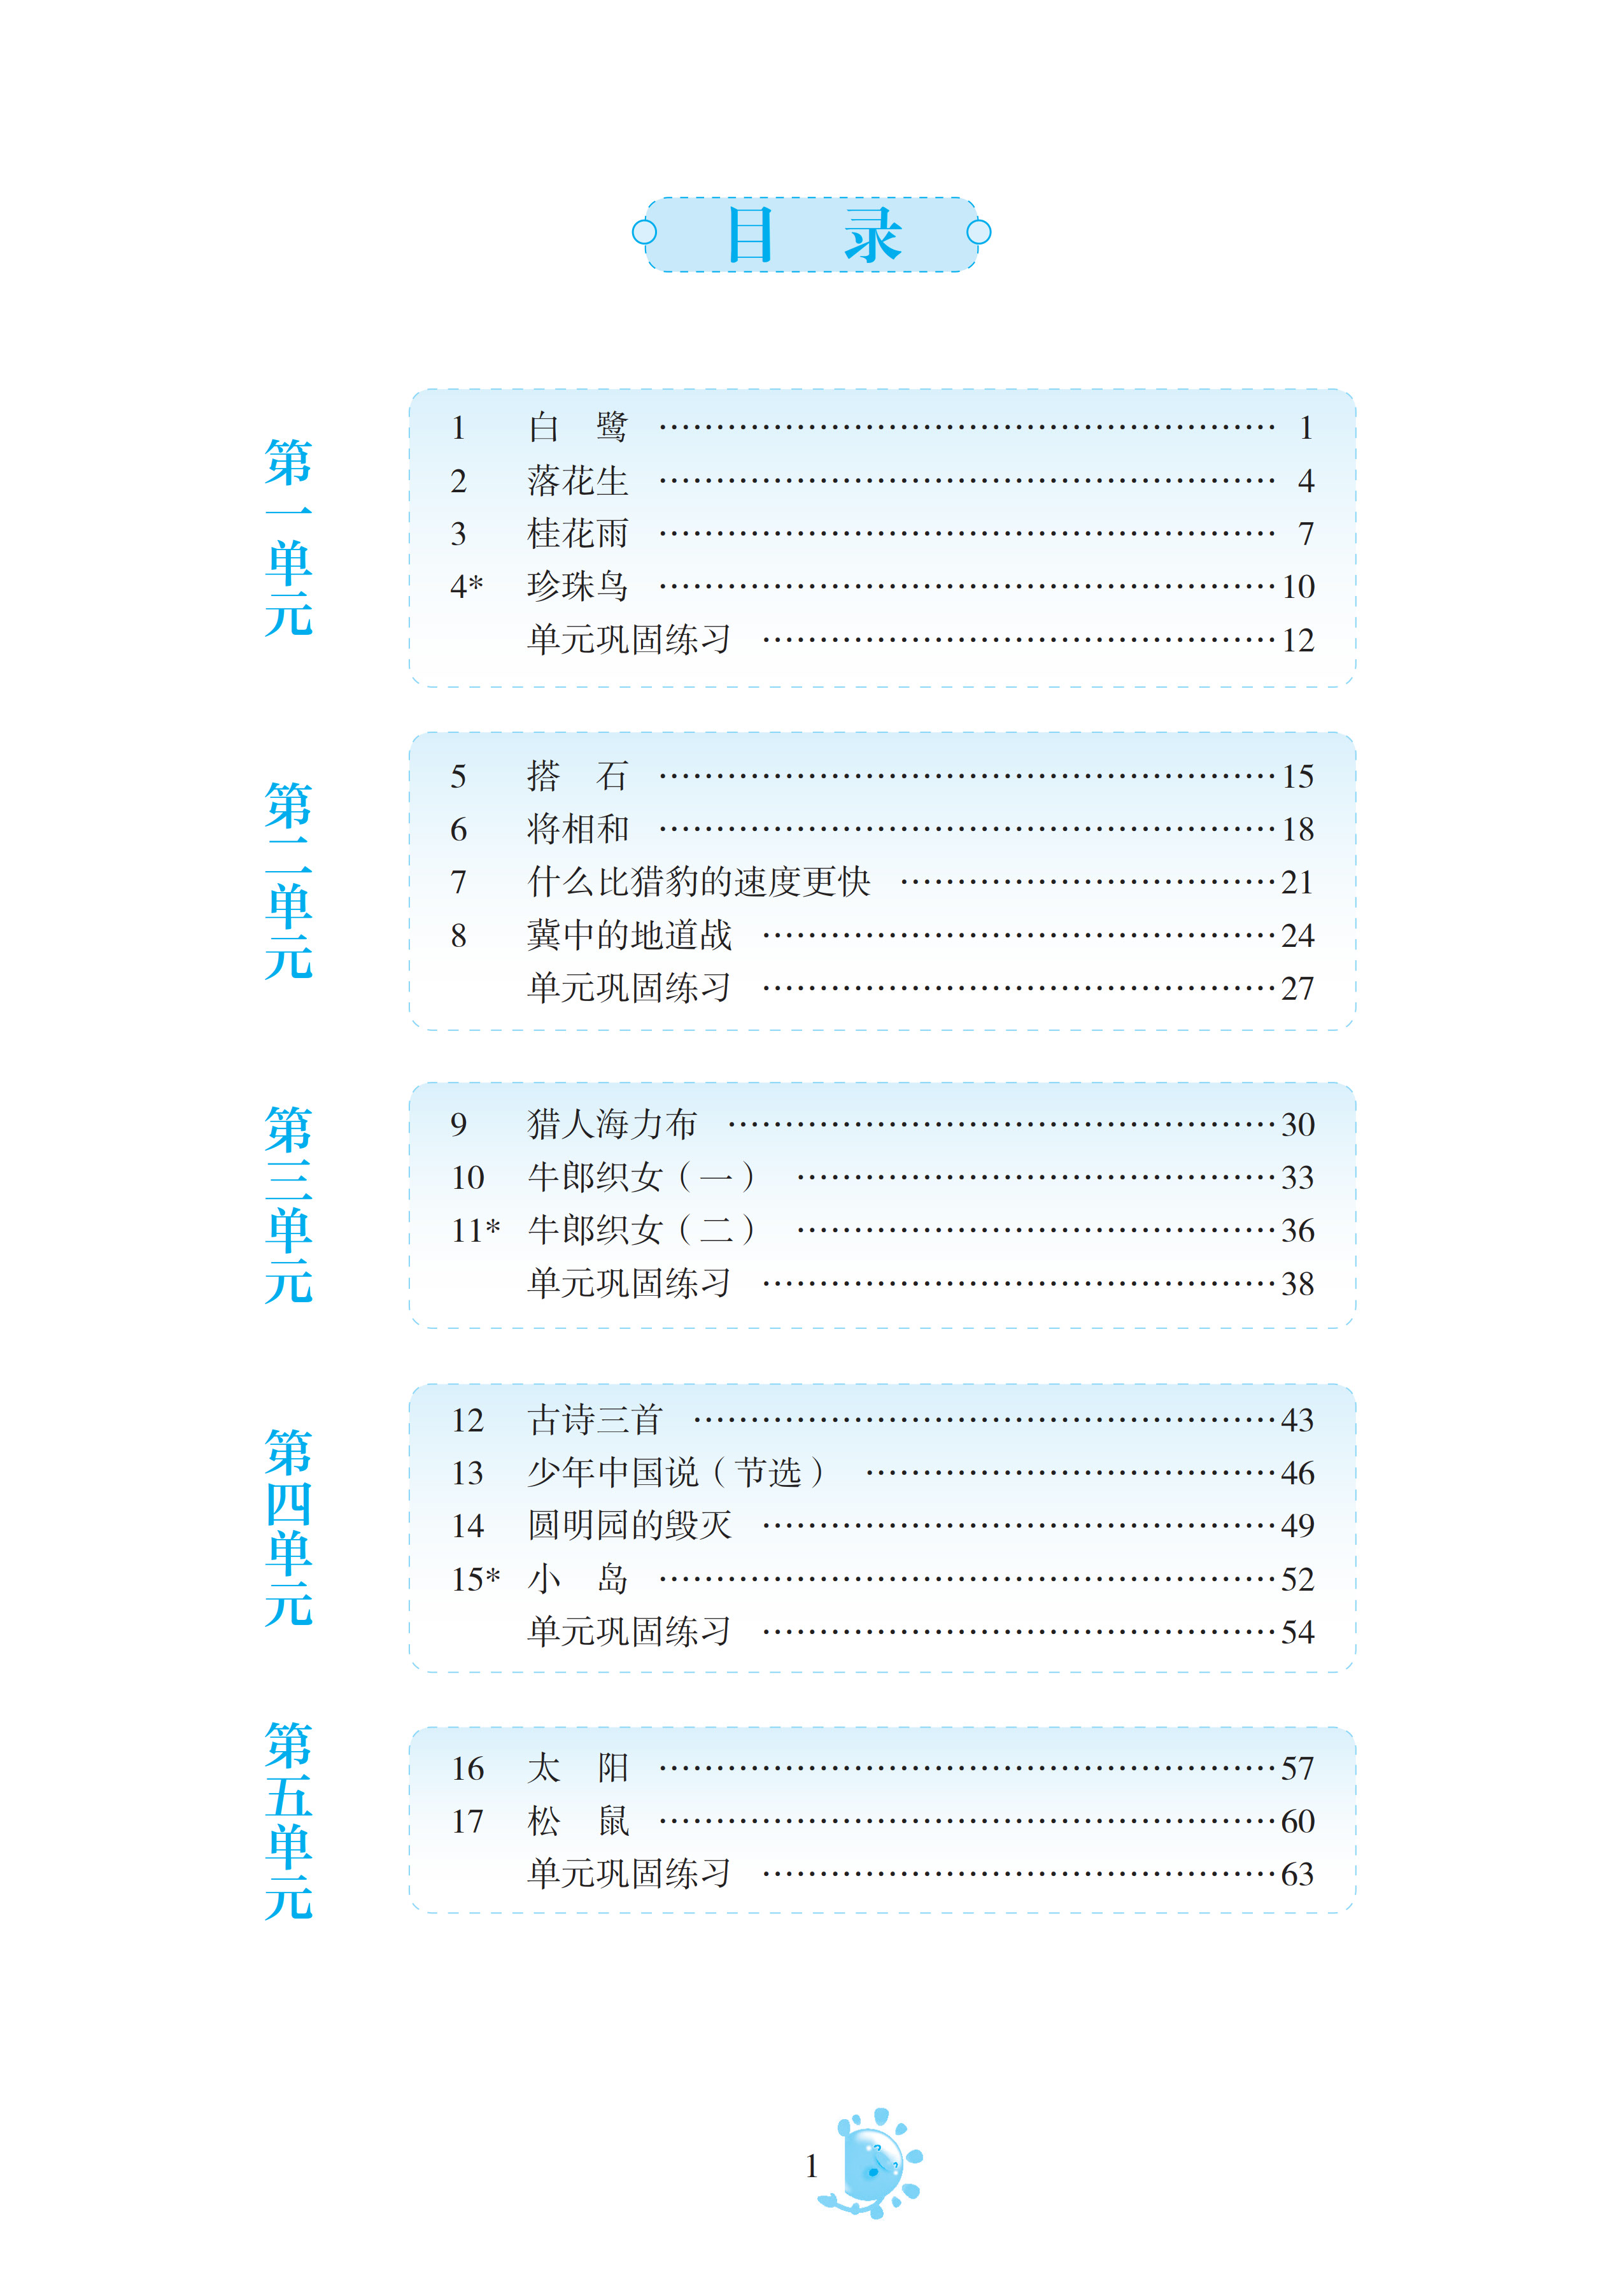 目 录
第一单元
1 白 鹭 …………………………………………… 1
2 落花生 …………………………………………… 4
3 桂花雨 …………………………………………… 7
4* 珍珠鸟 …………………………………………… 10
单元巩固练习 …………………………………… 12
第二单元
5 搭 石 …………………………………………… 15
6 将相和 …………………………………………… 18
7 什么比猎豹的速度更快 ………………………… 21
8 冀中的地道战 …………………………………… 24
单元巩固练习 …………………………………… 27
第三单元
9 猎人海力布 ……………………………………… 30
10 牛郎织女（一） ………………………………… 33
11* 牛郎织女（二） ………………………………… 36
单元巩固练习 …………………………………… 38
第四单元
12 古诗三首 ………………………………………… 43
13 少年中国说（节选） …………………………… 46
14 圆明园的毁灭 …………………………………… 49
15* 小 岛 …………………………………………… 52
单元巩固练习 …………………………………… 54
第五单元
16 太 阳 …………………………………………… 57
17 松 鼠 …………………………………………… 60
单元巩固练习 …………………………………… 63
1